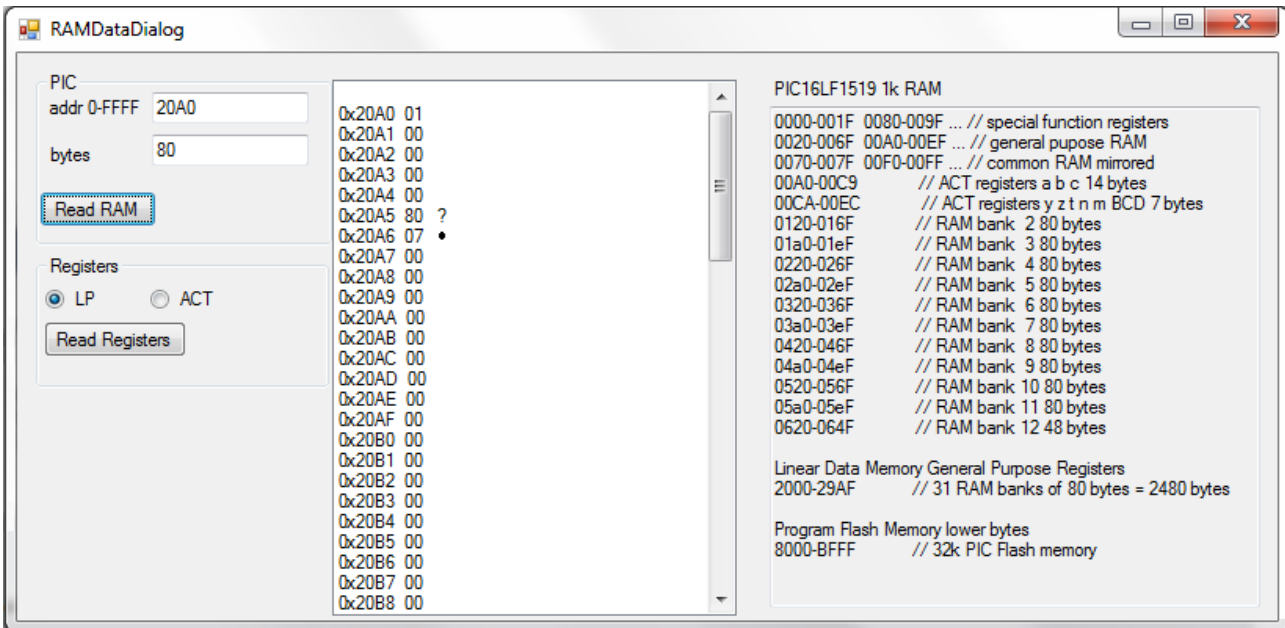 RAMDataDialog
PIC
addr 0-FFFF 20A0
bytes 80
Read RAM
Registers
LP ACT
Read Registers
0x20A0 01
0x20A1 00
0x20A2 00
0x20A3 00
0x20A4 00
0x20A5 80 ?
0x20A6 07 •
0x20A7 00
0x20A8 00
0x20A9 00
0x20AA 00
0x20AB 00
0x20AC 00
0x20AD 00
0x20AE 00
0x20AF 00
0x20B0 00
0x20B1 00
0x20B2 00
0x20B3 00
0x20B4 00
0x20B5 00
0x20B6 00
0x20B7 00
0x20B8 00
PIC16LF1519 1k RAM
0000-001F 0080-009F ... // special function registers
0020-006F 00A0-00EF ... // general pupose RAM
0070-007F 00F0-00FF ... // common RAM mirrored
00A0-00C9 // ACT registers a b c 14 bytes
00CA-00EC // ACT registers y z t n m BCD 7 bytes
0120-016F // RAM bank 2 80 bytes
01a0-01eF // RAM bank 3 80 bytes
0220-026F // RAM bank 4 80 bytes
02a0-02eF // RAM bank 5 80 bytes
0320-036F // RAM bank 6 80 bytes
03a0-03eF // RAM bank 7 80 bytes
0420-046F // RAM bank 8 80 bytes
04a0-04eF // RAM bank 9 80 bytes
0520-056F // RAM bank 10 80 bytes
05a0-05eF // RAM bank 11 80 bytes
0620-064F // RAM bank 12 48 bytes
Linear Data Memory General Purpose Registers
2000-29AF // 31 RAM banks of 80 bytes = 2480 bytes
Program Flash Memory lower bytes
8000-BFFF // 32k PIC Flash memory